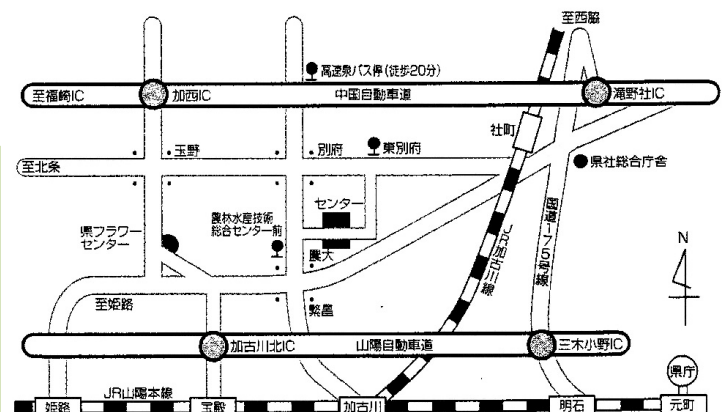 至西脇
高速泉バス停(徒歩20分)
至福崎IC
加西IC
中国自動車道
滝野社IC
社町
玉野
別府
東別府
至北条
県社総合庁舎
センター
農林水産技術
総合センター前
県フラワー
センター
農大
JR加古川線
国道175号線
N
至姫路
繁昌
加古川北IC
山陽自動車道
三木小野IC
県庁
JR山陽本線
姫路
宝殿
加古川
明石
元町